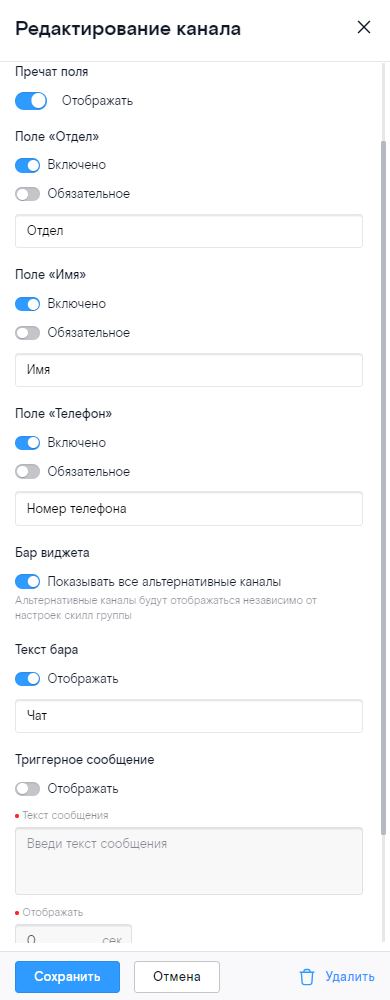 Редактирование канала
Пречат поля
Отображать
Поле «Отдел»
Включено
Обязательное
Отдел
Поле «Имя»
Включено
Обязательное
Имя
Поле «Телефон»
Включено
Обязательное
Номер телефона
Бар виджета
Показывать все альтернативные каналы
Альтернативные каналы будут отображаться независимо от
настроек скилл группы
Текст бара
Отображать
Чат
Триггерное сообщение
Отображать
Текст сообщения
Введи текст сообщения
Отображать
0 сек
Сохранить Отмена Удалить